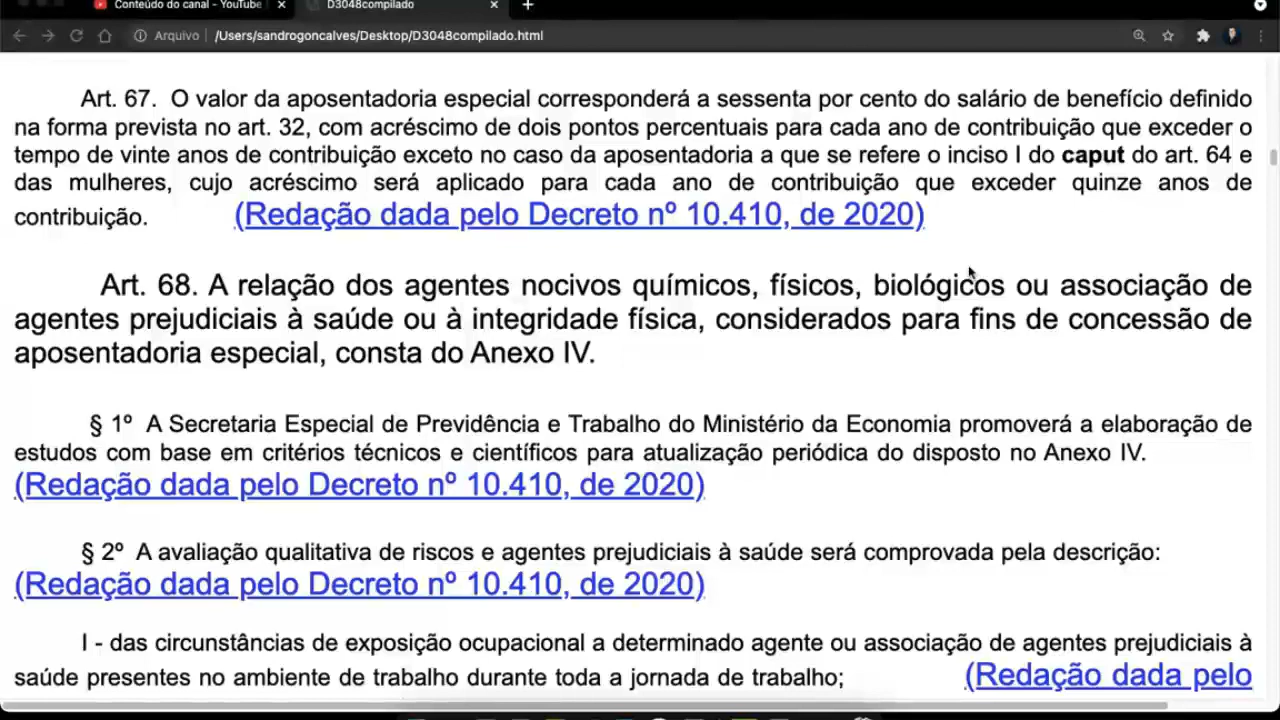 Conteúdo do canal - YouTube
D3048compilado
Arquivo | /Users/sandrogoncalves/Desktop/D3048compilado.html
Art. 67. O valor da aposentadoria especial corresponderá a sessenta por cento do salário de benefício definido
na forma prevista no art. 32, com acréscimo de dois pontos percentuais para cada ano de contribuição que exceder o
tempo de vinte anos de contribuição exceto no caso da aposentadoria a que se refere o inciso I do caput do art. 64 e
das mulheres, cujo acréscimo será aplicado para cada ano de contribuição que exceder quinze anos de
contribuição. (Redação dada pelo Decreto nº 10.410, de 2020)
Art. 68. A relação dos agentes nocivos químicos, físicos, biológicos ou associação de
agentes prejudiciais à saúde ou à integridade física, considerados para fins de concessão de
aposentadoria especial, consta do Anexo IV.
§ 1º A Secretaria Especial de Previdência e Trabalho do Ministério da Economia promoverá a elaboração de
estudos com base em critérios técnicos e científicos para atualização periódica do disposto no Anexo IV.
(Redação dada pelo Decreto nº 10.410, de 2020)
§ 2º A avaliação qualitativa de riscos e agentes prejudiciais à saúde será comprovada pela descrição:
(Redação dada pelo Decreto nº 10.410, de 2020)
I - das circunstâncias de exposição ocupacional a determinado agente ou associação de agentes prejudiciais à
saúde presentes no ambiente de trabalho durante toda a jornada de trabalho; (Redação dada pelo